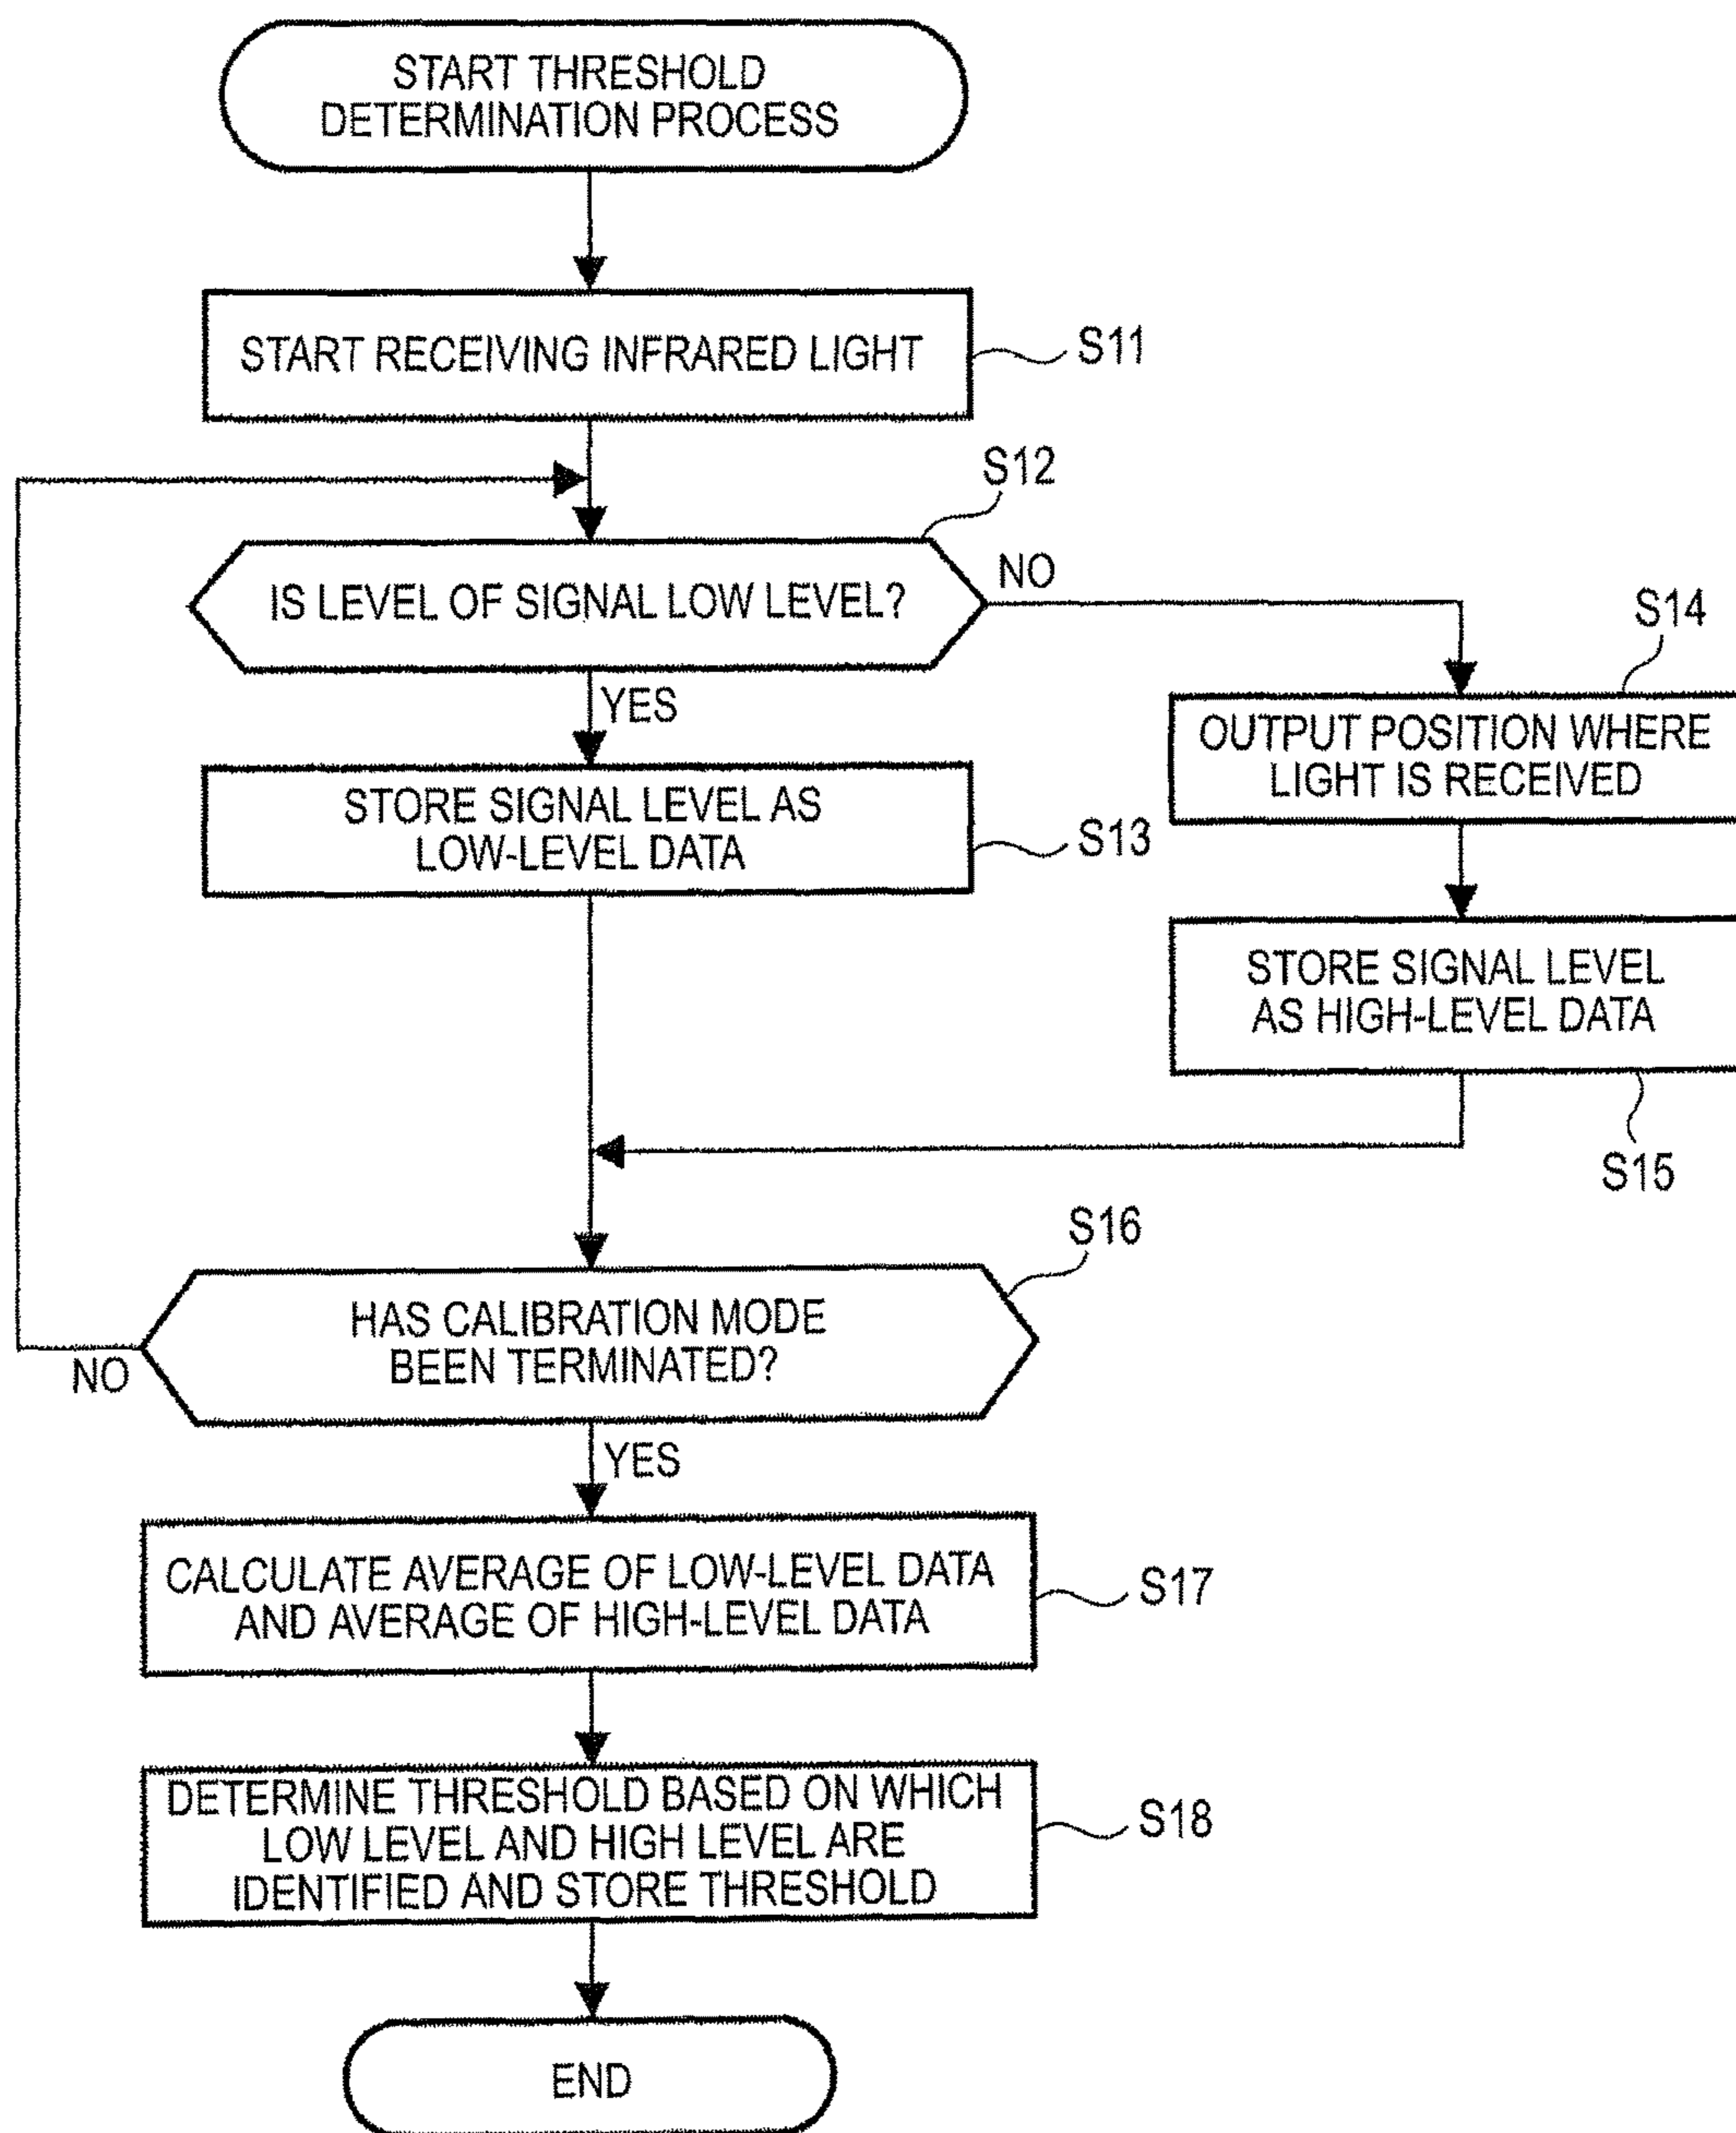 START THRESHOLD
DETERMINATION PROCESS
START RECEIVING INFRARED LIGHT
S11
S12
IS LEVEL OF SIGNAL LOW LEVEL?
NO
YES
S14
OUTPUT POSITION WHERE
LIGHT IS RECEIVED
STORE SIGNAL LEVEL AS
LOW-LEVEL DATA
S13
STORE SIGNAL LEVEL
AS HIGH-LEVEL DATA
S15
S16
HAS CALIBRATION MODE
BEEN TERMINATED?
NO
YES
CALCULATE AVERAGE OF LOW-LEVEL DATA
AND AVERAGE OF HIGH-LEVEL DATA
S17
DETERMINE THRESHOLD BASED ON WHICH
LOW LEVEL AND HIGH LEVEL ARE
IDENTIFIED AND STORE THRESHOLD
S18
END